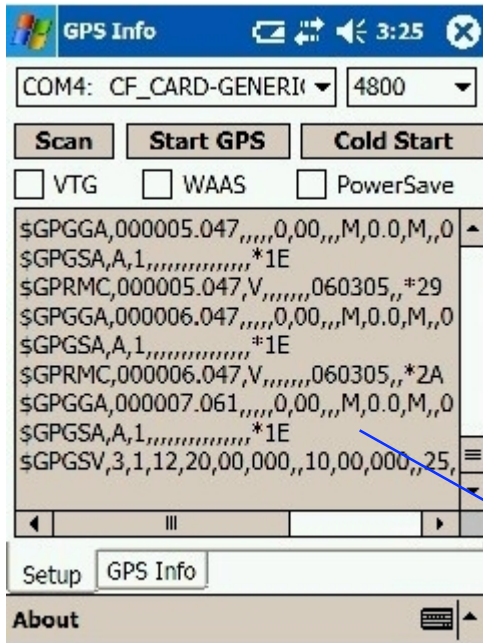 GPS Info 3:25
COM4: CF_CARD-GENERI 4800
Scan Start GPS Cold Start
VTG WAAS PowerSave
$GPGGA,000005.047,,,,,0,00,,,M,0.0,M,,0
$GPGSA,A,1,,,,,,,,,,,,,,,*1E
$GPRMC,000005.047,V,,,,,,,060305,,*29
$GPGGA,000006.047,,,,,0,00,,,M,0.0,M,,0
$GPGSA,A,1,,,,,,,,,,,,,,,*1E
$GPRMC,000006.047,V,,,,,,,060305,,*2A
$GPGGA,000007.061,,,,,0,00,,,M,0.0,M,,0
$GPGSA,A,1,,,,,,,,,,,,,,,*1E
$GPGSV,3,1,12,20,00,000,,10,00,000,,25,
Setup GPS Info
About